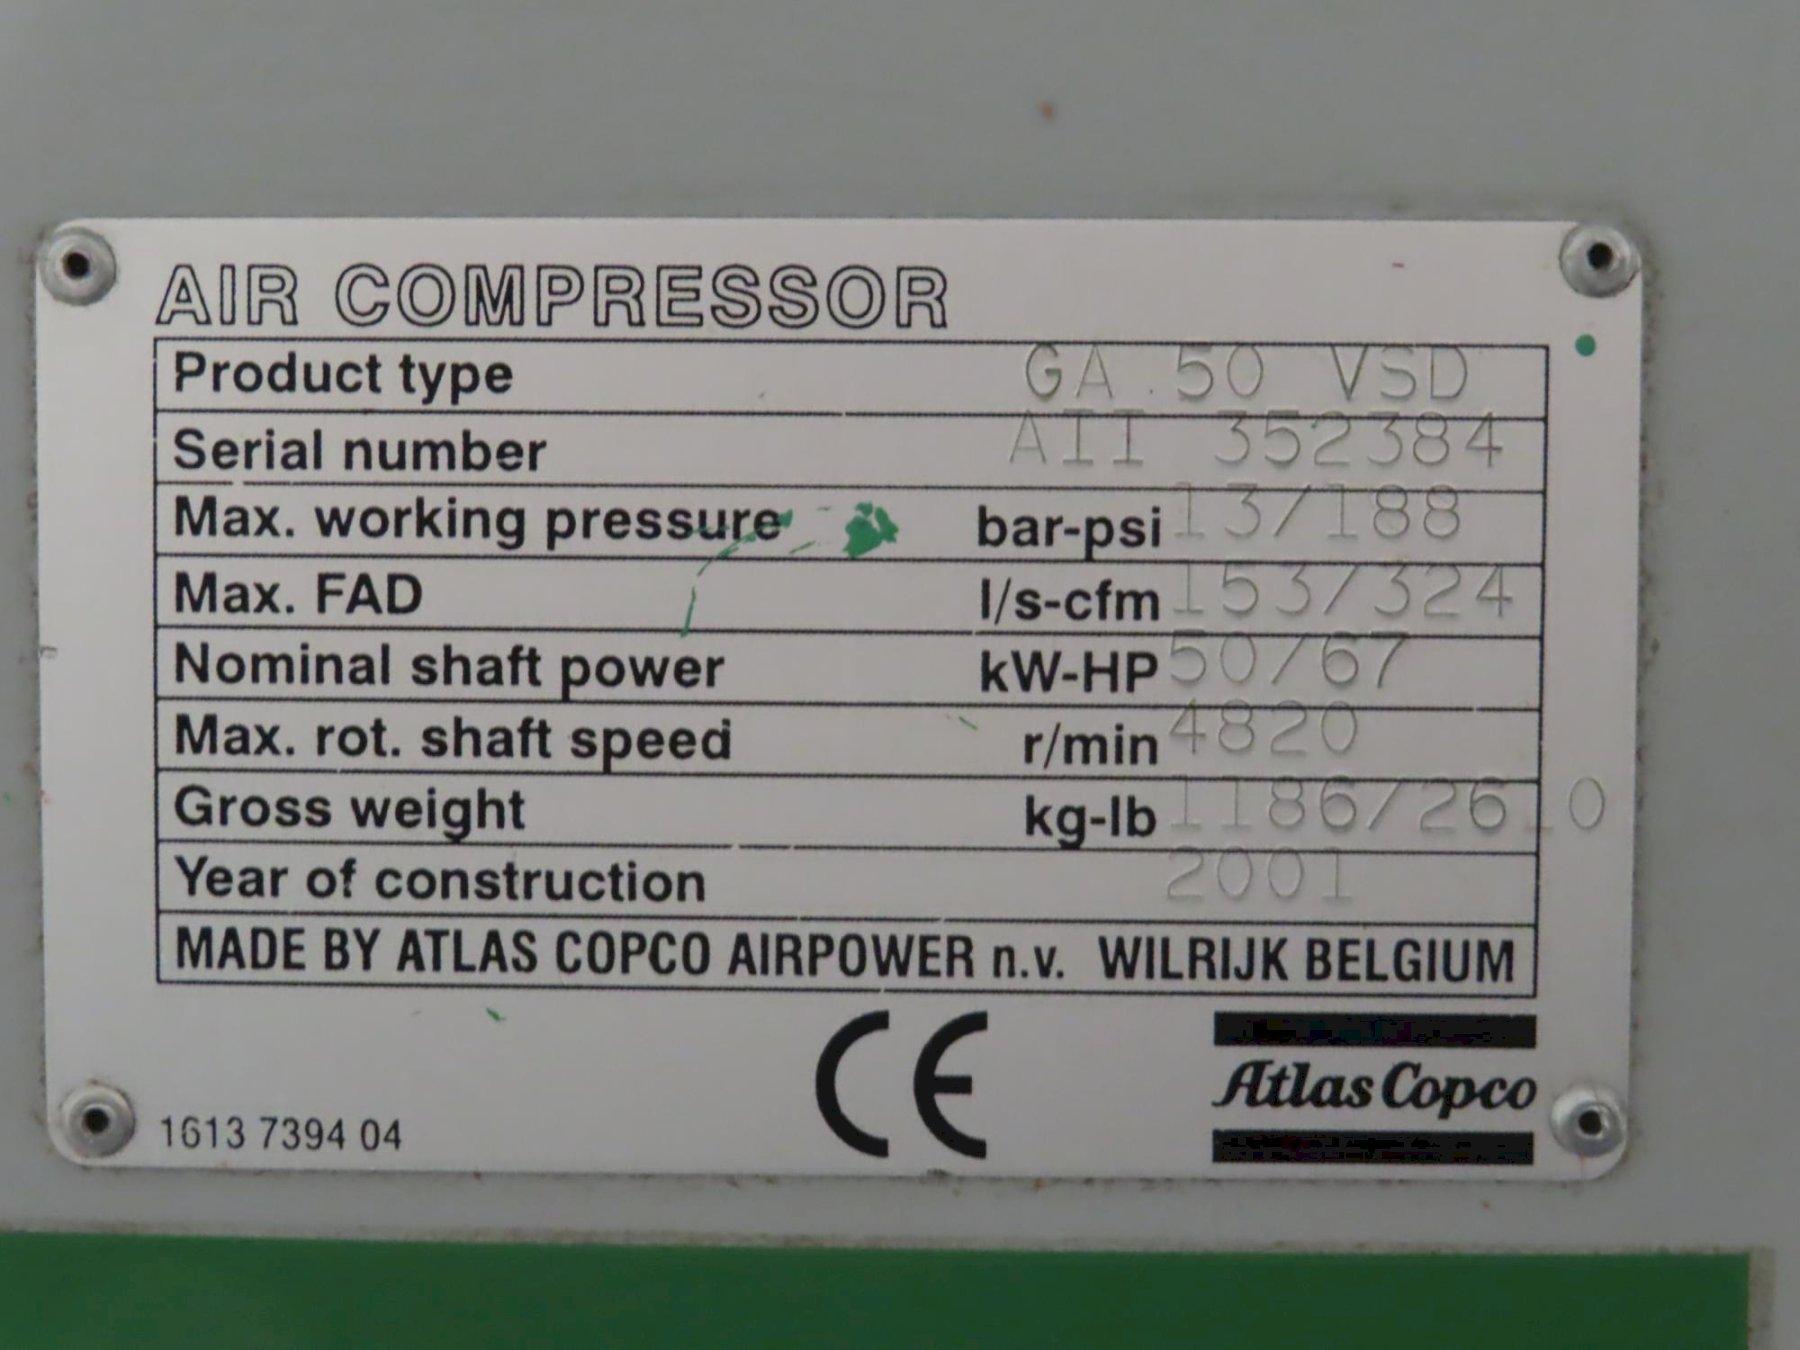 AIR COMPRESSOR
Product type GA 50 VSD
Serial number AII 352384
Max. working pressure bar-psi 13/188
Max. FAD l/s-cfm 153/324
Nominal shaft power kW-HP 50/67
Max. rot. shaft speed r/min 4820
Gross weight kg-lb 1186/2610
Year of construction 2001
MADE BY ATLAS COPCO AIRPOWER n.v. WILRIJK BELGIUM
CE
Atlas Copco
1613 7394 04